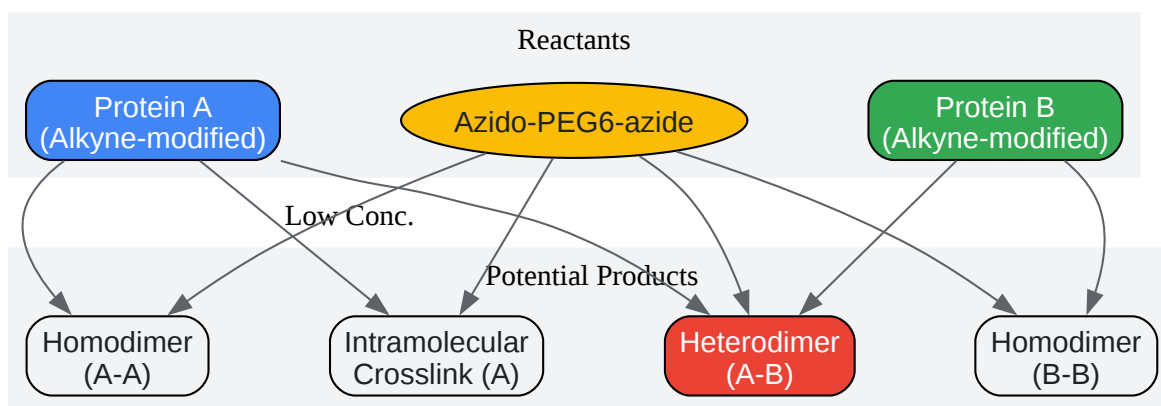 Reactants
Protein A
(Alkyne-modified)
Azido-PEG6-azide
Protein B
(Alkyne-modified)
Low Conc.
Potential Products
Homodimer
(A-A)
Intramolecular
Crosslink (A)
Heterodimer
(A-B)
Homodimer
(B-B)